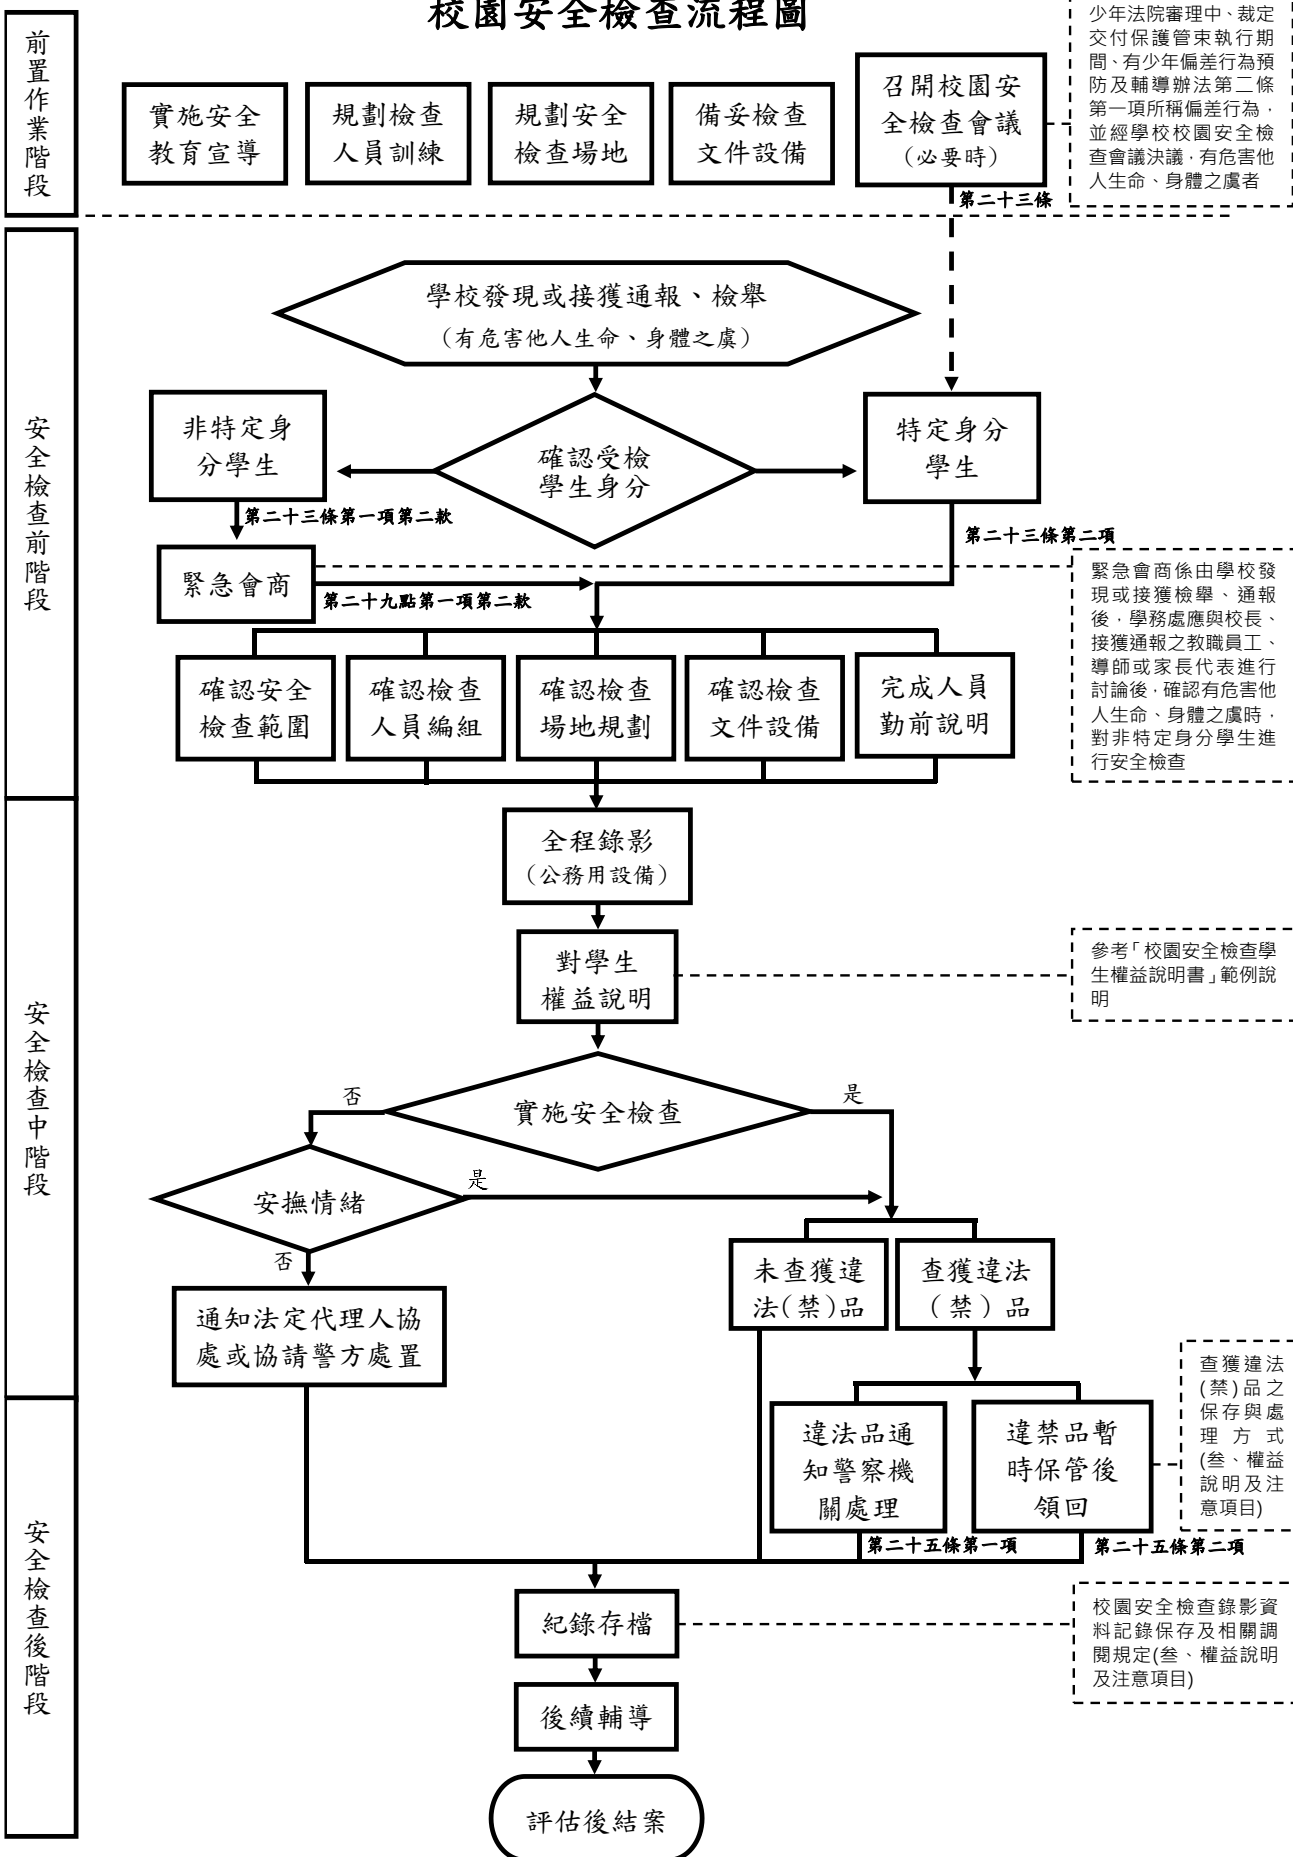 校園安全檢查流程圖
前置作業階段
實施安全
教育宣導
規劃檢查
人員訓練
規劃安全
檢查場地
備妥檢查
文件設備
召開校園安
全檢查會議
(必要時)
少年法院審理中、裁定
交付保護管束執行期
間、有少年偏差行為預
防及輔導辦法第二條
第一項所稱偏差行為，
並經學校校園安全檢
查會議決議，有危害他
人生命、身體之虞者
第二十三條
安全檢查前階段
學校發現或接獲通報、檢舉
(有危害他人生命、身體之虞)
非特定身
分學生
確認受檢
學生身分
特定身分
學生
第二十三條第一項第二款
第二十三條第二項
緊急會商
第二十九點第一項第二款
緊急會商係由學校發
現或接獲檢舉、通報
後，學務處應與校長、
接獲通報之教職員工、
導師或家長代表進行
討論後，確認有危害他
人生命、身體之虞時，
對非特定身分學生進
行安全檢查
確認安全
檢查範圍
確認檢查
人員編組
確認檢查
場地規劃
確認檢查
文件設備
完成人員
勤前說明
安全檢查中階段
全程錄影
(公務用設備)
對學生
權益說明
參考「校園安全檢查學
生權益說明書」範例說
明
實施安全檢查
否
是
安撫情緒
是
否
通知法定代理人協
處或協請警方處置
未查獲違
法(禁)品
查獲違法
(禁)品
查獲違法
(禁)品之
保存與處
理方式
(叁、權益
說明及注
意項目)
違法品通
知警察機
關處理
違禁品暫
時保管後
領回
第二十五條第一項
第二十五條第二項
安全檢查後階段
紀錄存檔
校園安全檢查錄影資
料記錄保存及相關調
閱規定(叁、權益說明
及注意項目)
後續輔導
評估後結案